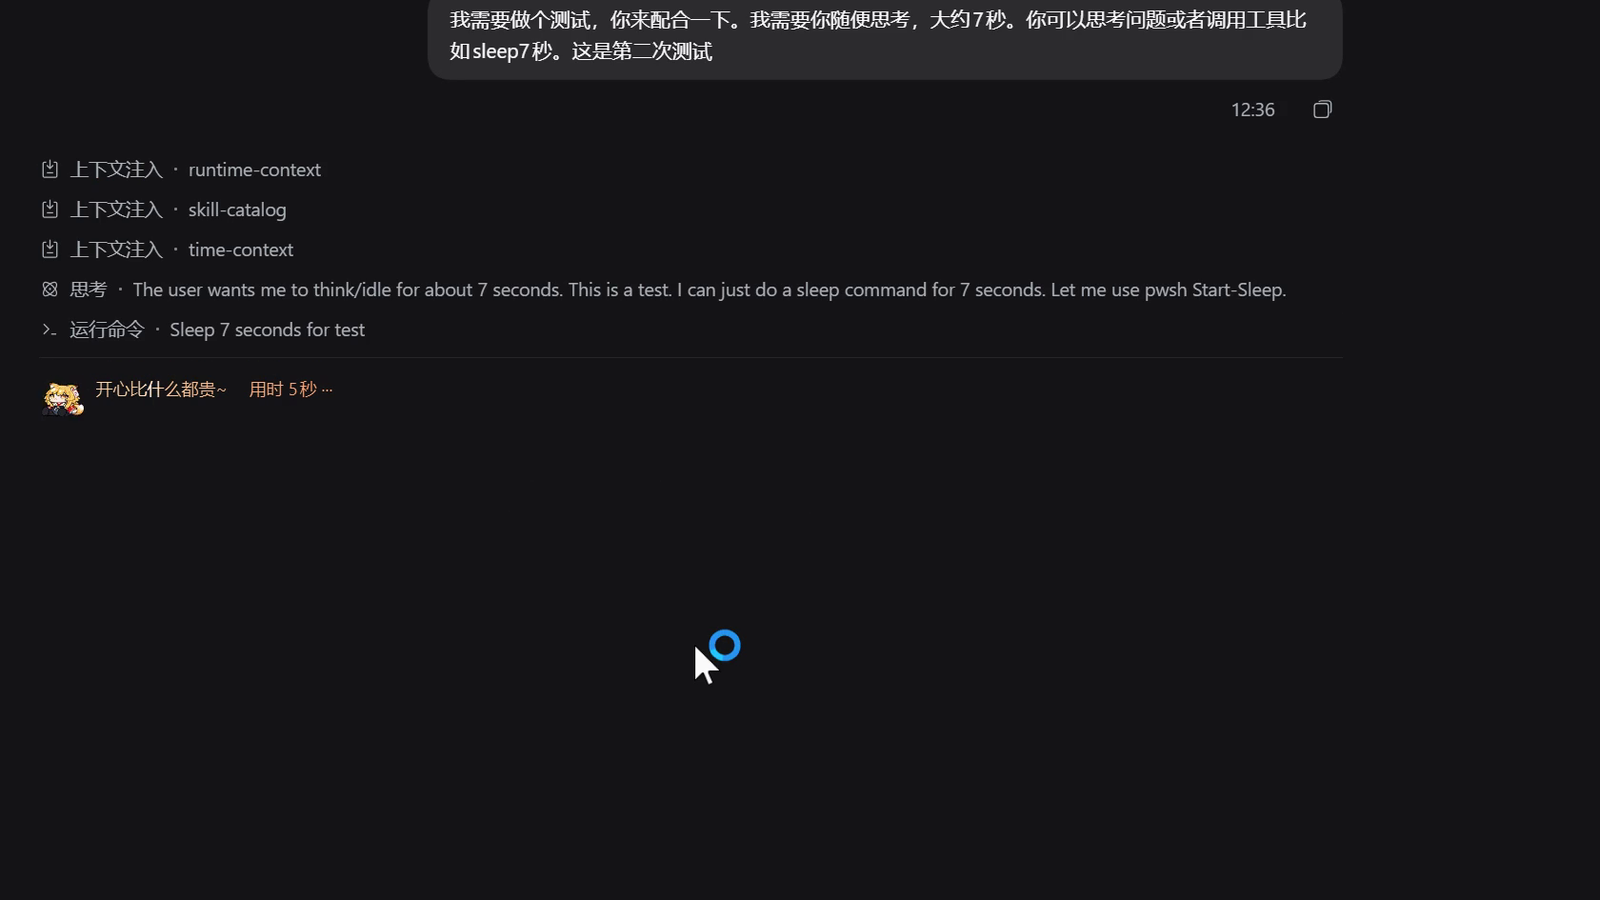 我需要做个测试，你来配合一下。我需要你随便思考，大约7秒。你可以思考问题或者调用工具比
如sleep7秒。这是第二次测试
12:36
上下文注入 · runtime-context
上下文注入 · skill-catalog
上下文注入 · time-context
思考 · The user wants me to think/idle for about 7 seconds. This is a test. I can just do a sleep command for 7 seconds. Let me use pwsh Start-Sleep.
运行命令 · Sleep 7 seconds for test
开心比什么都贵~ 用时 5秒 ···